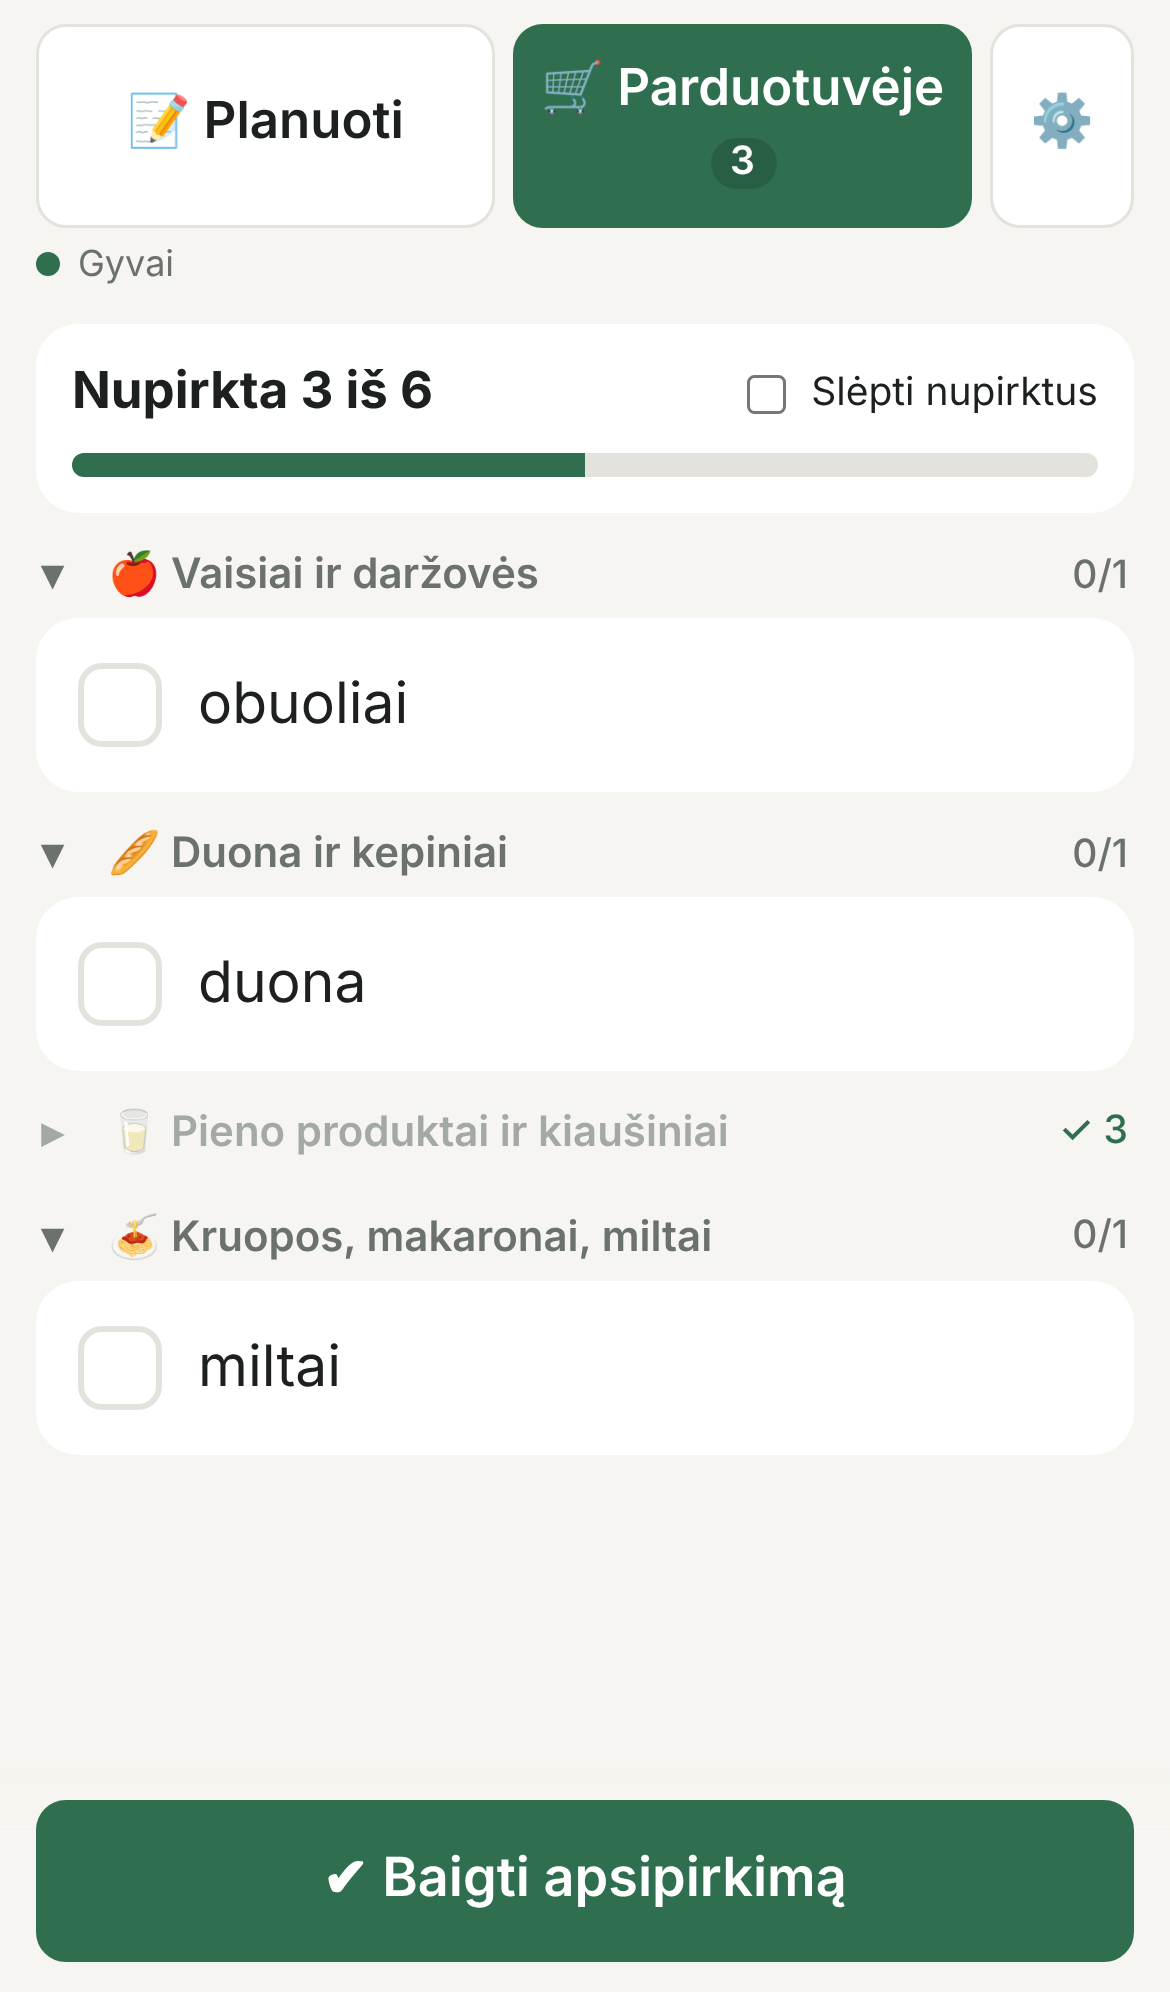 📝 Planuoti
🛒 Parduotuvėje
3
⚙️
Gyvai
Nupirkta 3 iš 6
Slėpti nupirktus
▼ 🍎 Vaisiai ir daržovės 0/1
obuoliai
▼ 🥖 Duona ir kepiniai 0/1
duona
▶ 🥛 Pieno produktai ir kiaušiniai ✓ 3
▼ 🍝 Kruopos, makaronai, miltai 0/1
miltai
✔ Baigti apsipirkimą